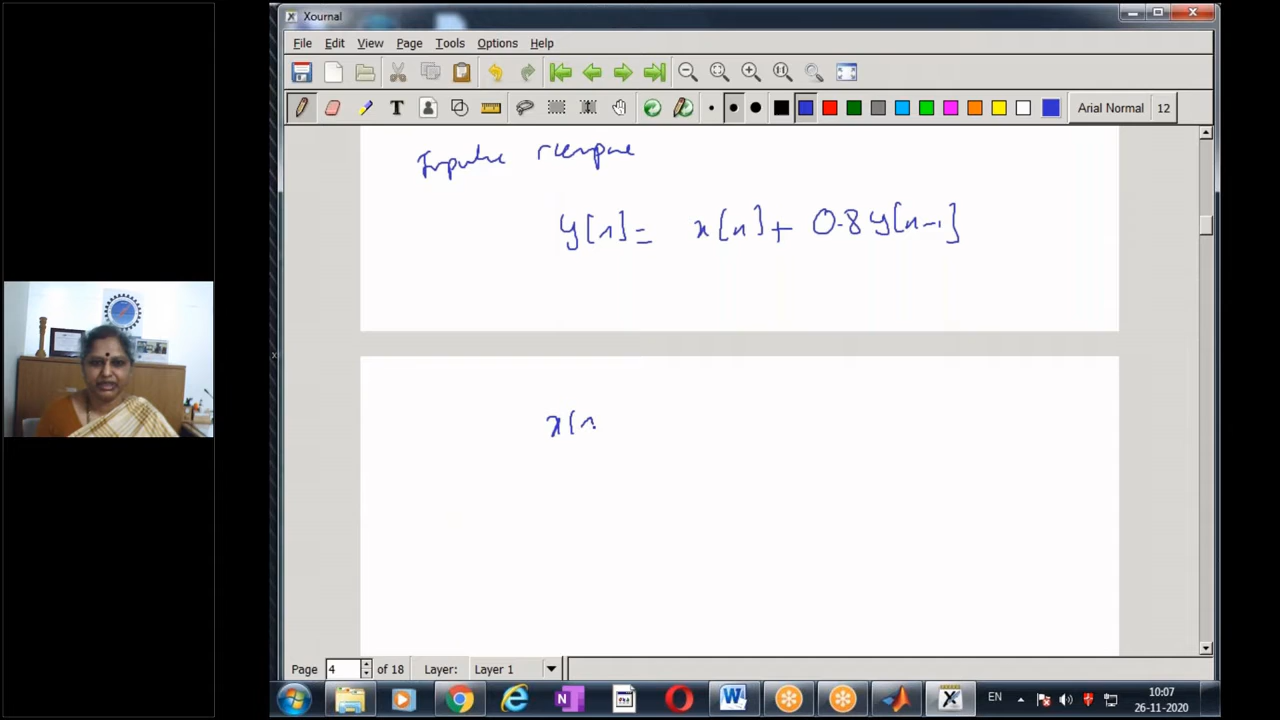 Xournal
File Edit View Page Tools Options Help
Arial Normal 12
Impulse response
y[n] = x[n] + 0.8 y[n-1]
x[n
Page 4 of 18 Layer: Layer 1
EN
10:07
26-11-2020